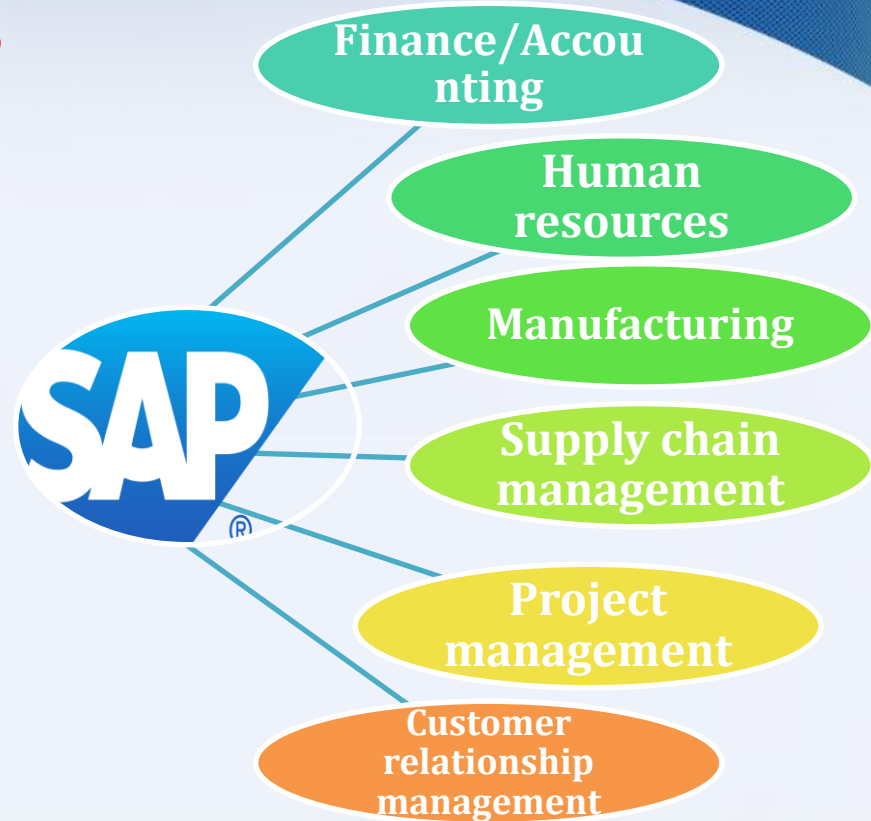 Finance/Accou
nting
Human
resources
Manufacturing
SAP
®
Supply chain
management
Project
management
Customer
relationship
management